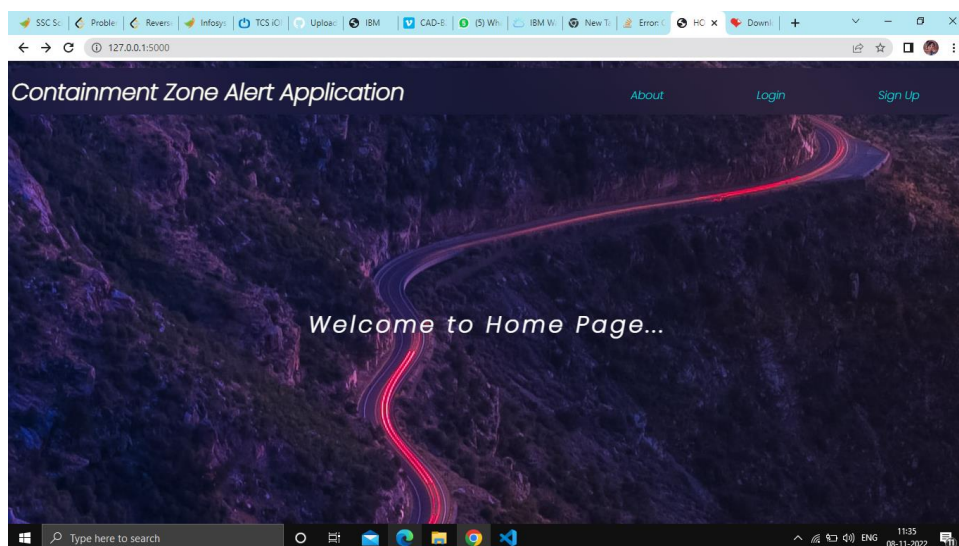 SSC Sc
Proble
Revers
Infosys
TCS iO
Upload
IBM
CAD-B
(5) Wh
IBM W
New T
Error: 
HO
Downl
127.0.0.1:5000
Containment Zone Alert Application
About
Login
Sign Up
Welcome to Home Page...
Type here to search
ENG
11:35
08-11-2022